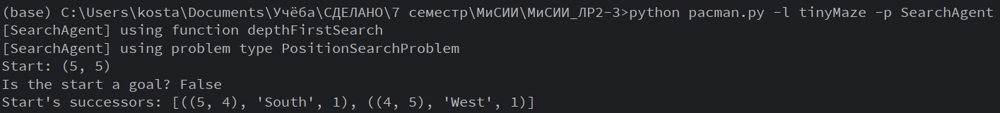 (base) C:\Users\kosta\Documents\Учёба\СДЕЛАНО\7 семестр\МиСИИ\МиСИИ_ЛР2-3>python pacman.py -l tinyMaze -p SearchAgent
[SearchAgent] using function depthFirstSearch
[SearchAgent] using problem type PositionSearchProblem
Start: (5, 5)
Is the start a goal? False
Start's successors: [((5, 4), 'South', 1), ((4, 5), 'West', 1)]